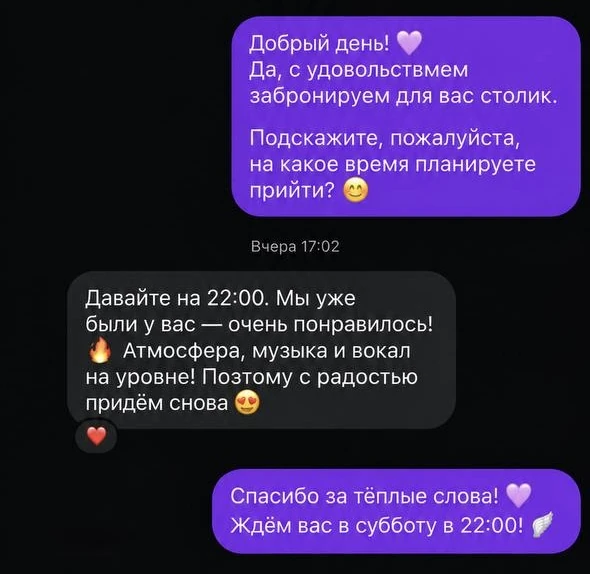 Добрый день! 💜
Да, с удовольствмем
забронируем для вас столик.
Подскажите, пожалуйста,
на какое время планируете
прийти? 😊
Вчера 17:02
Давайте на 22:00. Мы уже
были у вас — очень понравилось!
🔥 Атмосфера, музыка и вокал
на уровне! Поэтому с радостью
придём снова 😍
❤️
Спасибо за тёплые слова! 💜
Ждём вас в субботу в 22:00! 🪽